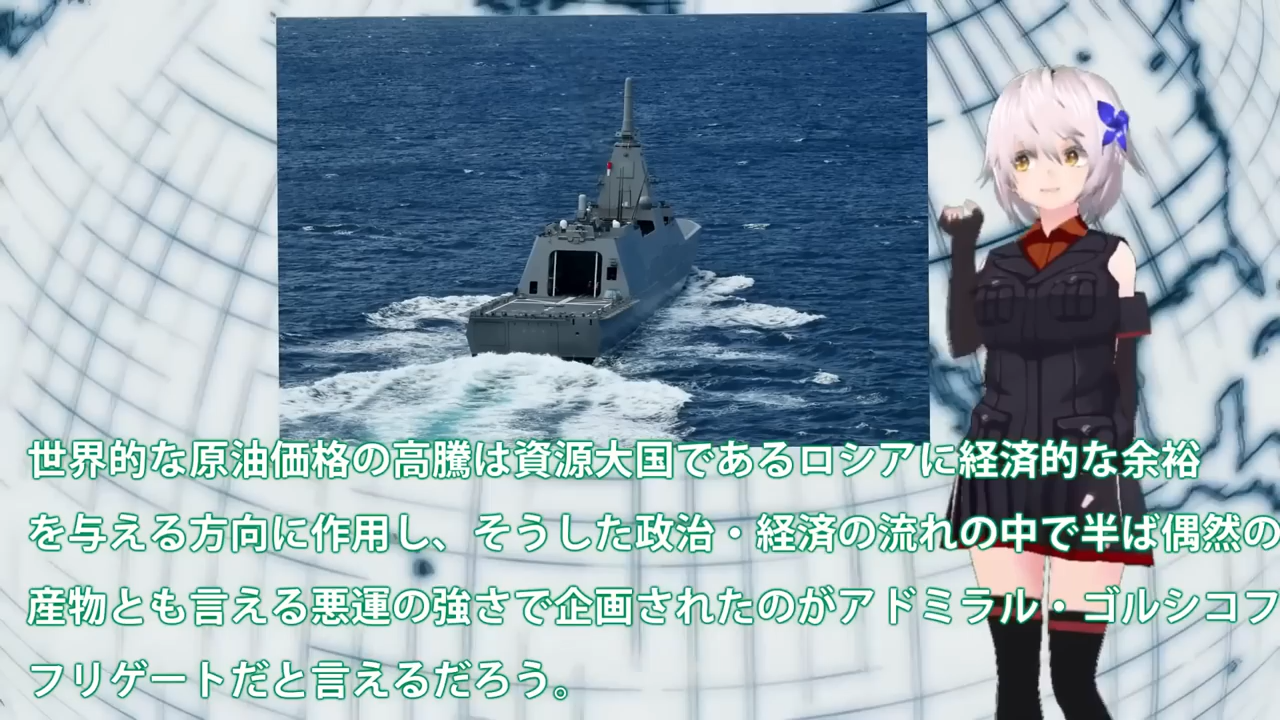 世界的な原油価格の高騰は資源大国であるロシアに経済的な余裕
を与える方向に作用し、そうした政治・経済の流れの中で半ば偶然の
産物とも言える悪運の強さで企画されたのがアドミラル・ゴルシコフ
フリゲートだと言えるだろう。